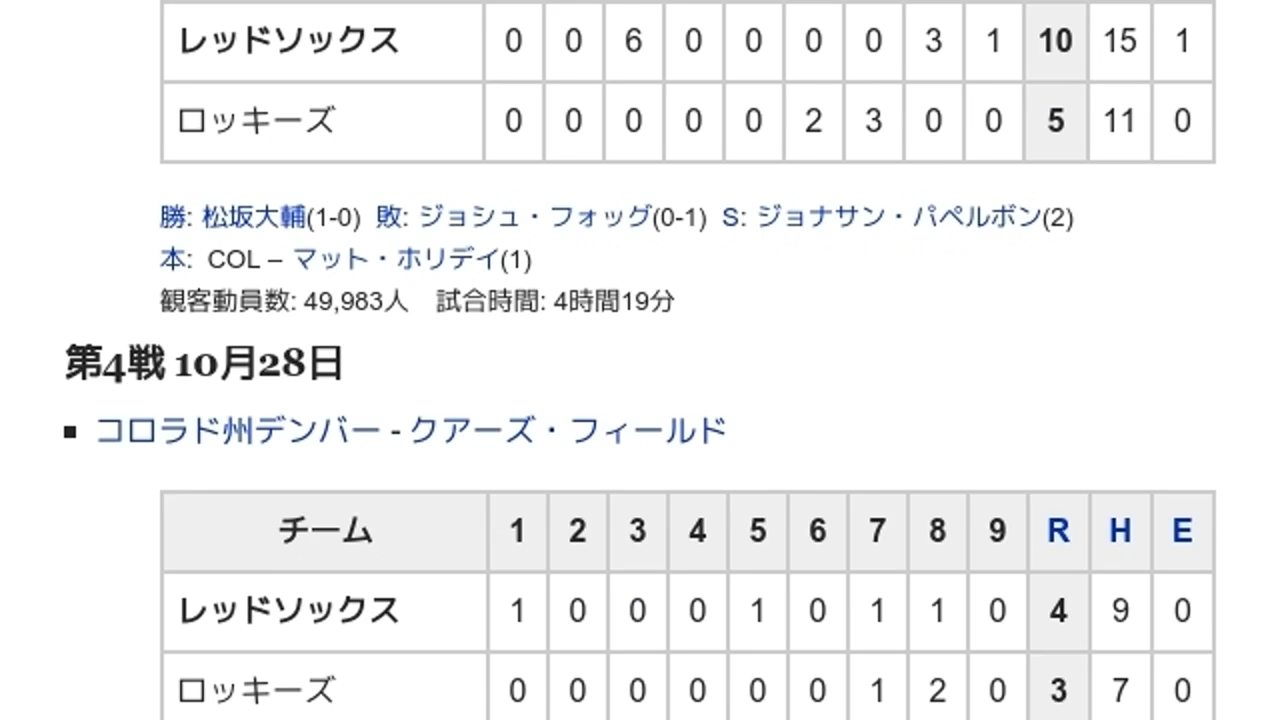 レッドソックス 0 0 6 0 0 0 0 3 1 10 15 1
ロッキーズ 0 0 0 0 0 2 3 0 0 5 11 0
勝: 松坂大輔(1-0) 敗: ジョシュ・フォッグ(0-1) S: ジョナサン・パペルボン(2)
本: COL – マット・ホリデイ(1)
観客動員数: 49,983人 試合時間: 4時間19分
第4戦 10月28日
コロラド州デンバー - クアーズ・フィールド
チーム 1 2 3 4 5 6 7 8 9 R H E
レッドソックス 1 0 0 0 1 0 1 1 0 4 9 0
ロッキーズ 0 0 0 0 0 0 1 2 0 3 7 0